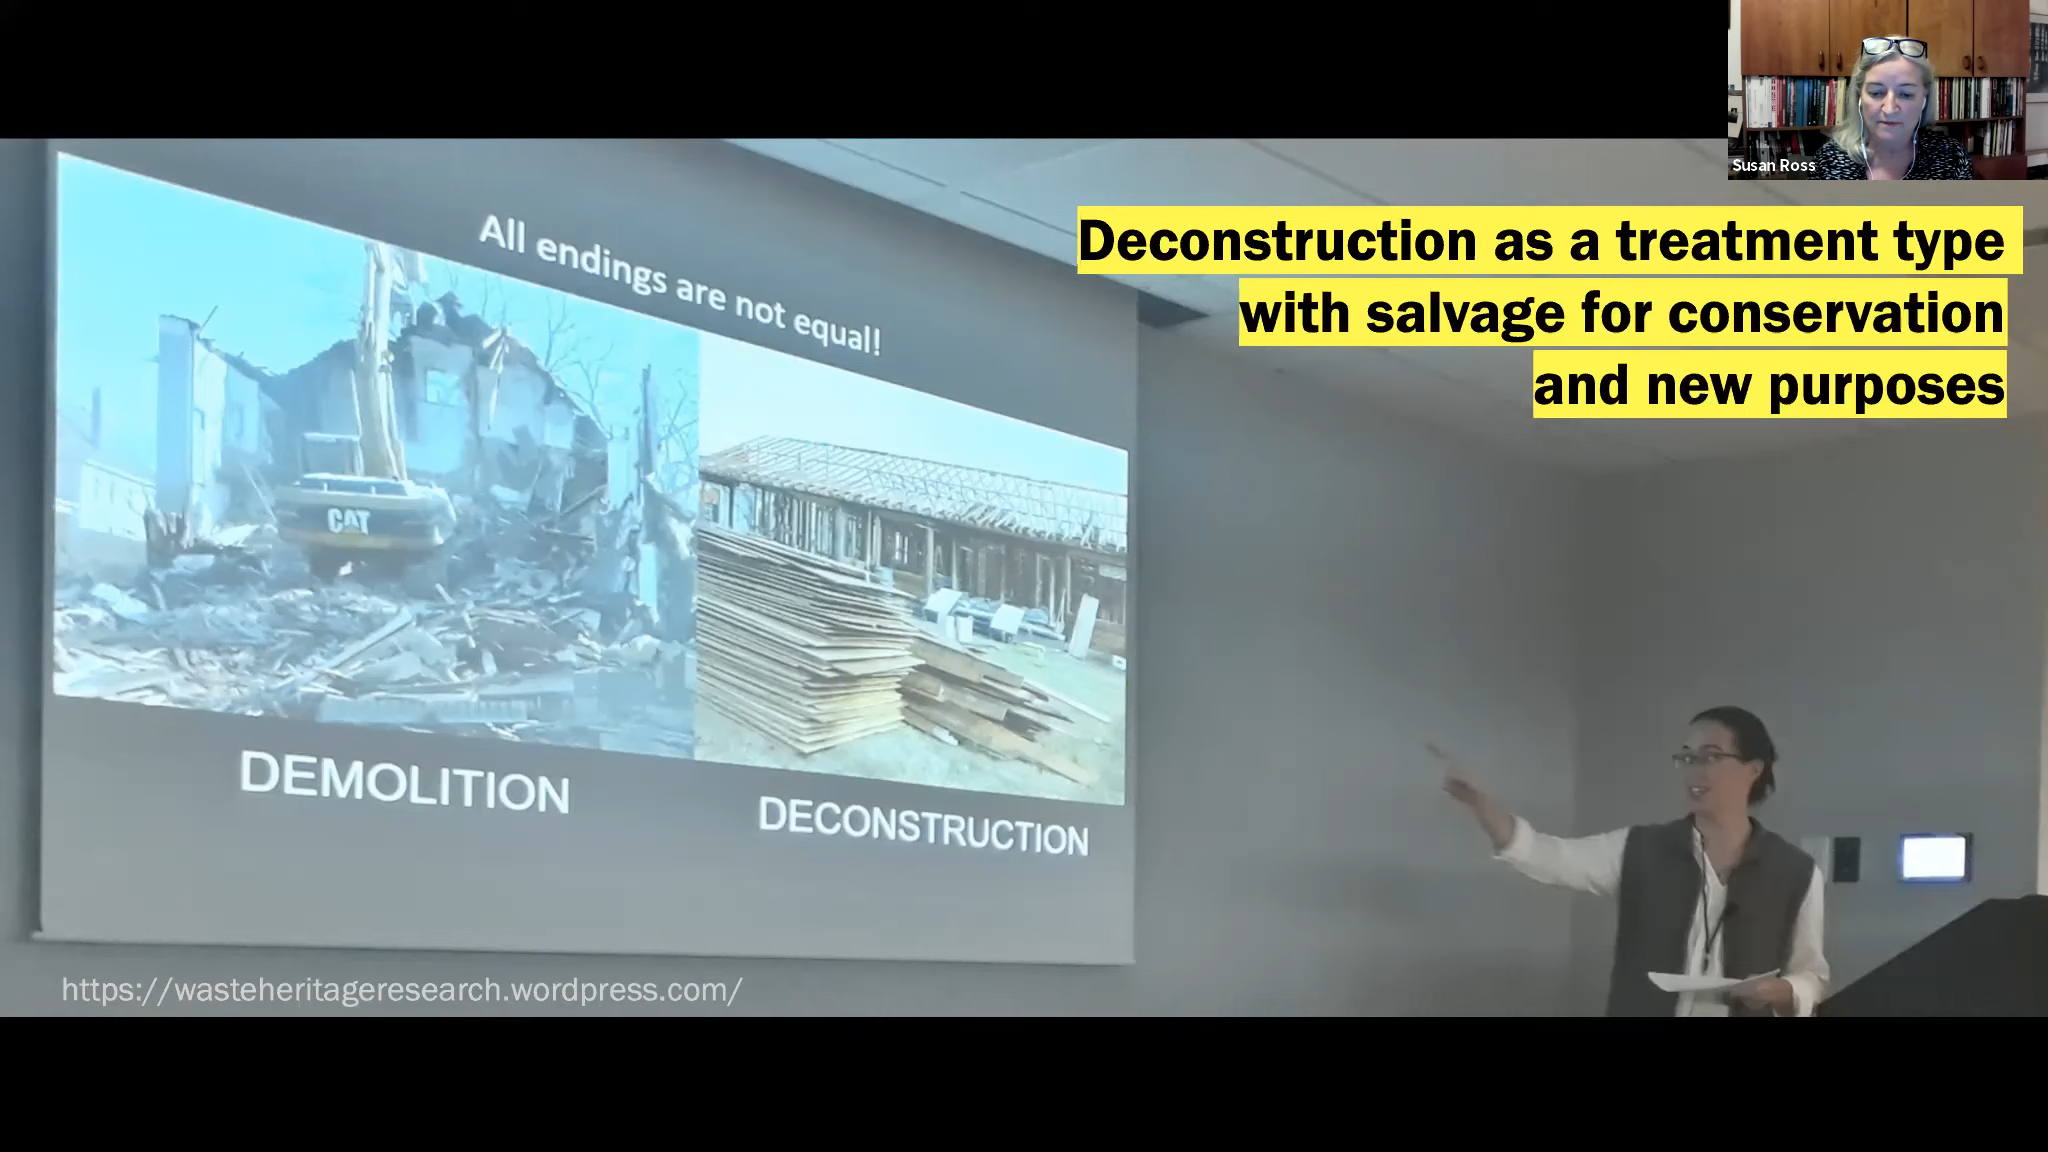 Susan Ross
Deconstruction as a treatment type
with salvage for conservation
and new purposes
All endings are not equal!
CAT
DEMOLITION
DECONSTRUCTION
https://wasteheritageresearch.wordpress.com/